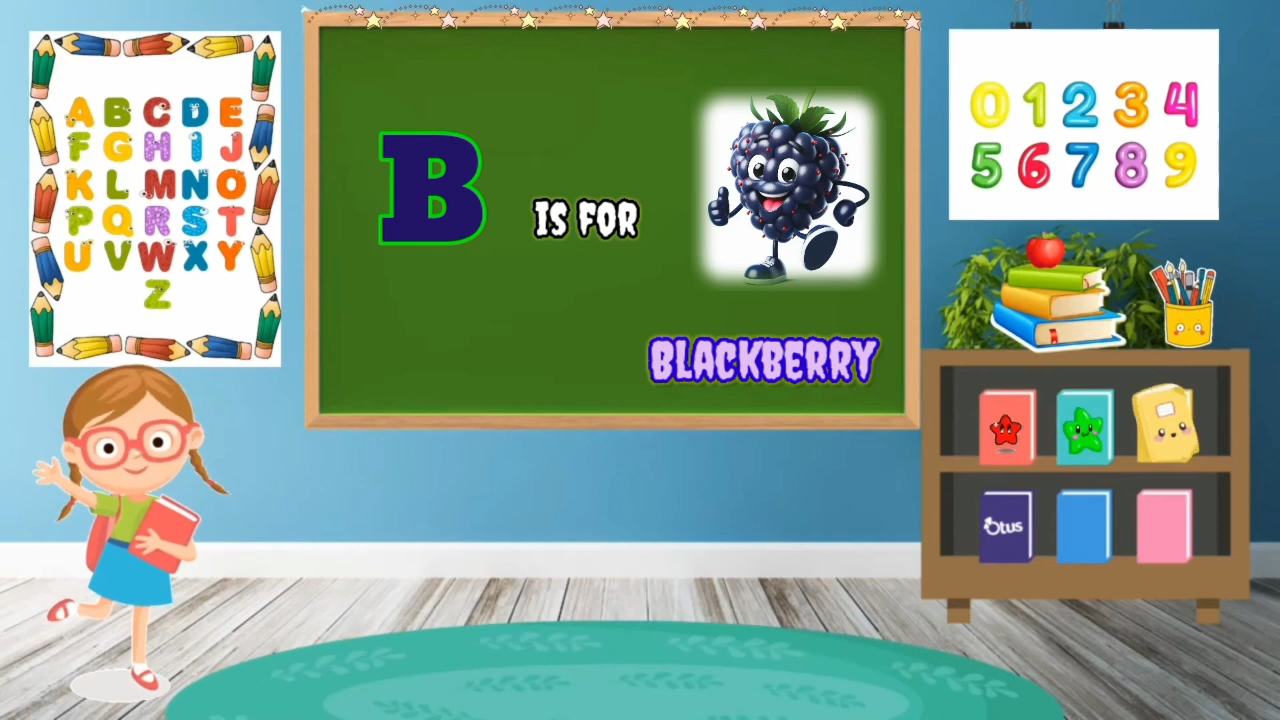 A B C D E
F G H I J
K L M N O
P Q R S T
U V W X Y
Z
B IS FOR
BLACKBERRY
0 1 2 3 4
5 6 7 8 9
Otus